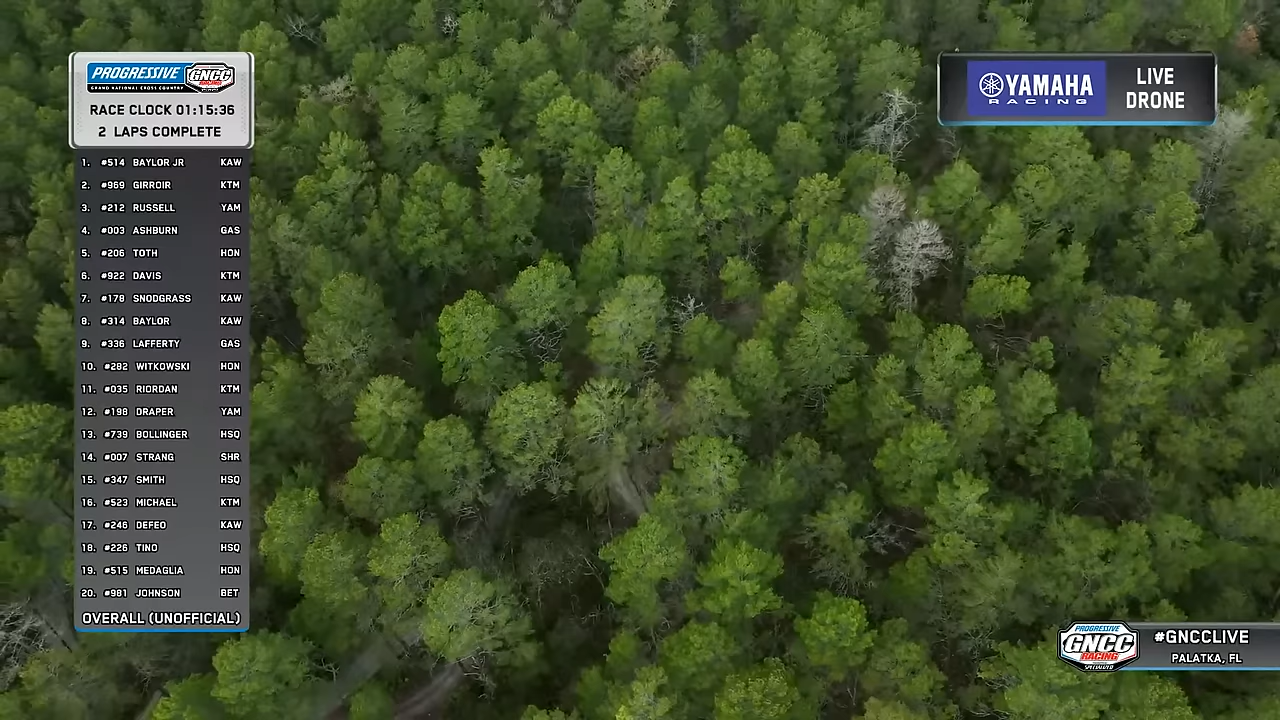 PROGRESSIVE GNCC
GRAND NATIONAL CROSS COUNTRY
RACE CLOCK 01:15:36
2 LAPS COMPLETE
1. #514 BAYLOR JR KAW
2. #969 GIRROIR KTM
3. #212 RUSSELL YAM
4. #003 ASHBURN GAS
5. #206 TOTH HON
6. #922 DAVIS KTM
7. #178 SNODGRASS KAW
8. #314 BAYLOR KAW
9. #336 LAFFERTY GAS
10. #282 WITKOWSKI HON
11. #035 RIORDAN KTM
12. #198 DRAPER YAM
13. #739 BOLLINGER HSQ
14. #007 STRANG SHR
15. #347 SMITH HSQ
16. #523 MICHAEL KTM
17. #246 DEFEO KAW
18. #226 TINO HSQ
19. #515 MEDAGLIA HON
20. #981 JOHNSON BET
OVERALL (UNOFFICIAL)
YAMAHA
RACING
LIVE
DRONE
PROGRESSIVE
GNCC
RACING
SPECIALIZED
#GNCCLIVE
PALATKA, FL